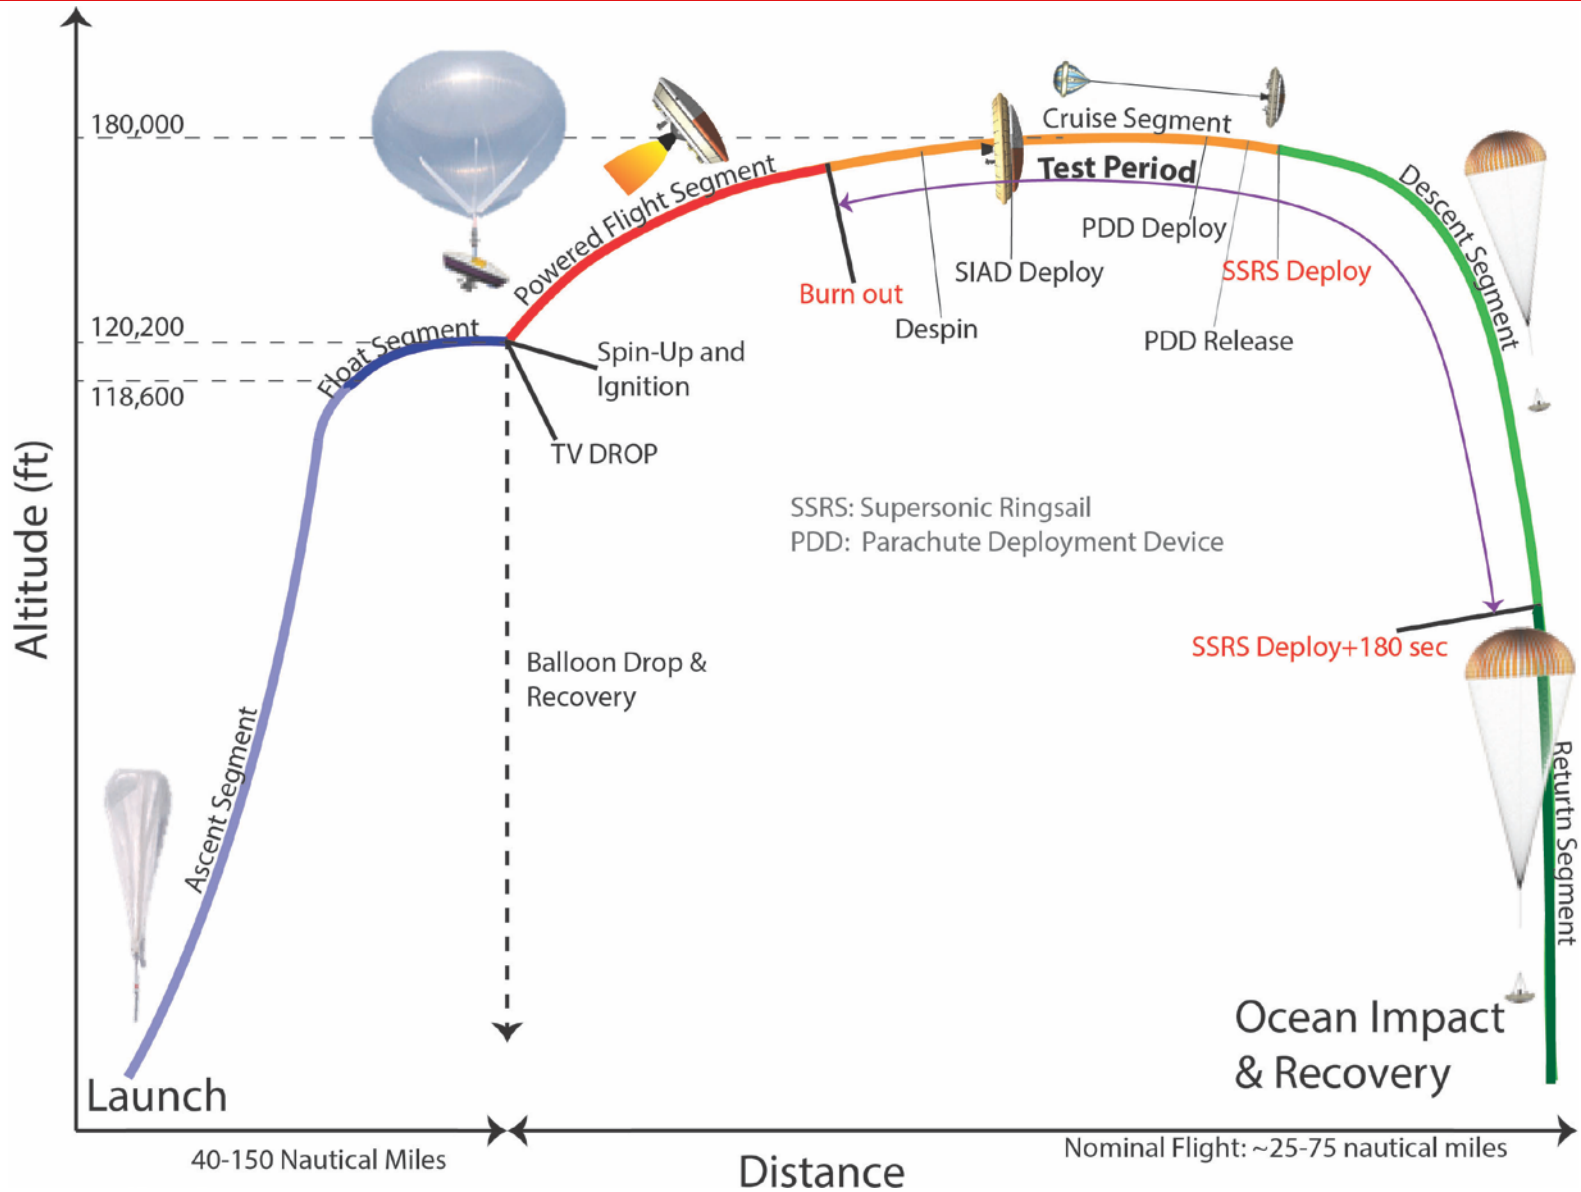 180,000
120,200
118,600
Altitude (ft)
Launch
Ascent Segment
Float Segment
Powered Flight Segment
Spin-Up and
Ignition
TV DROP
Balloon Drop &
Recovery
Cruise Segment
Test Period
Burn out
Despin
SIAD Deploy
PDD Deploy
PDD Release
SSRS Deploy
Descent Segment
SSRS: Supersonic Ringsail
PDD: Parachute Deployment Device
SSRS Deploy+180 sec
Returtn Segment
Ocean Impact
& Recovery
40-150 Nautical Miles
Distance
Nominal Flight: ~25-75 nautical miles